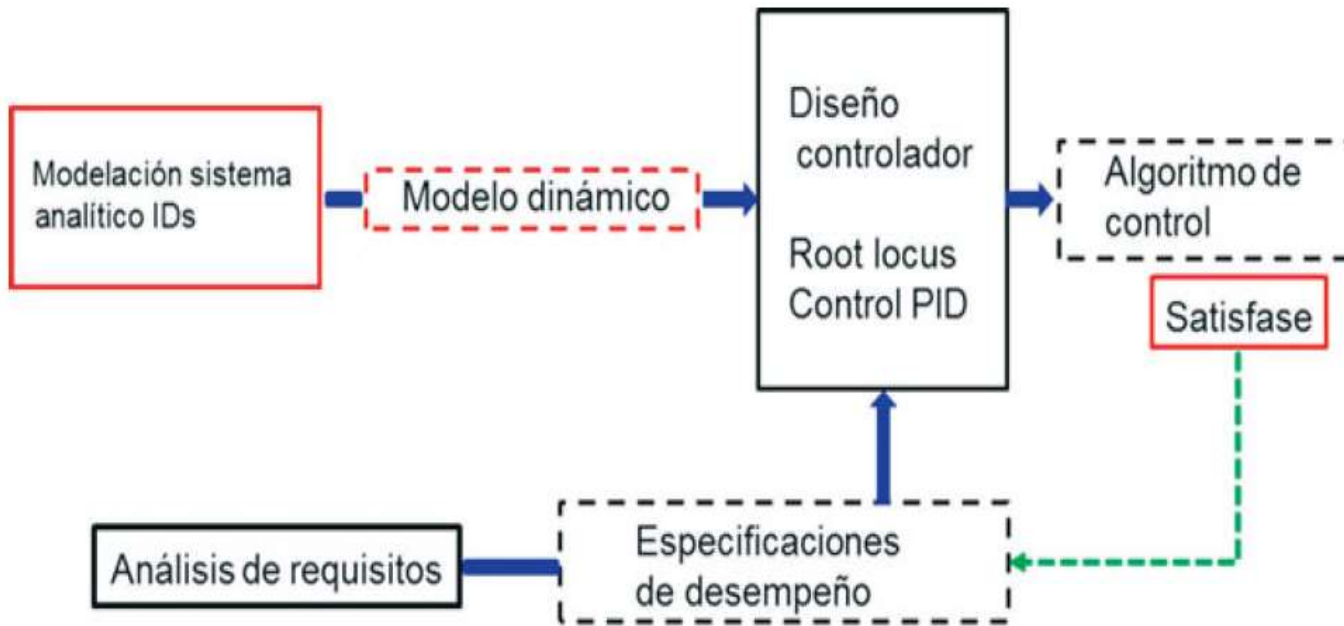 Modelación sistema
analítico IDs
Modelo dinámico
Diseño
controlador
Root locus
Control PID
Algoritmo de
control
Satisfase
Análisis de requisitos
Especificaciones
de desempeño